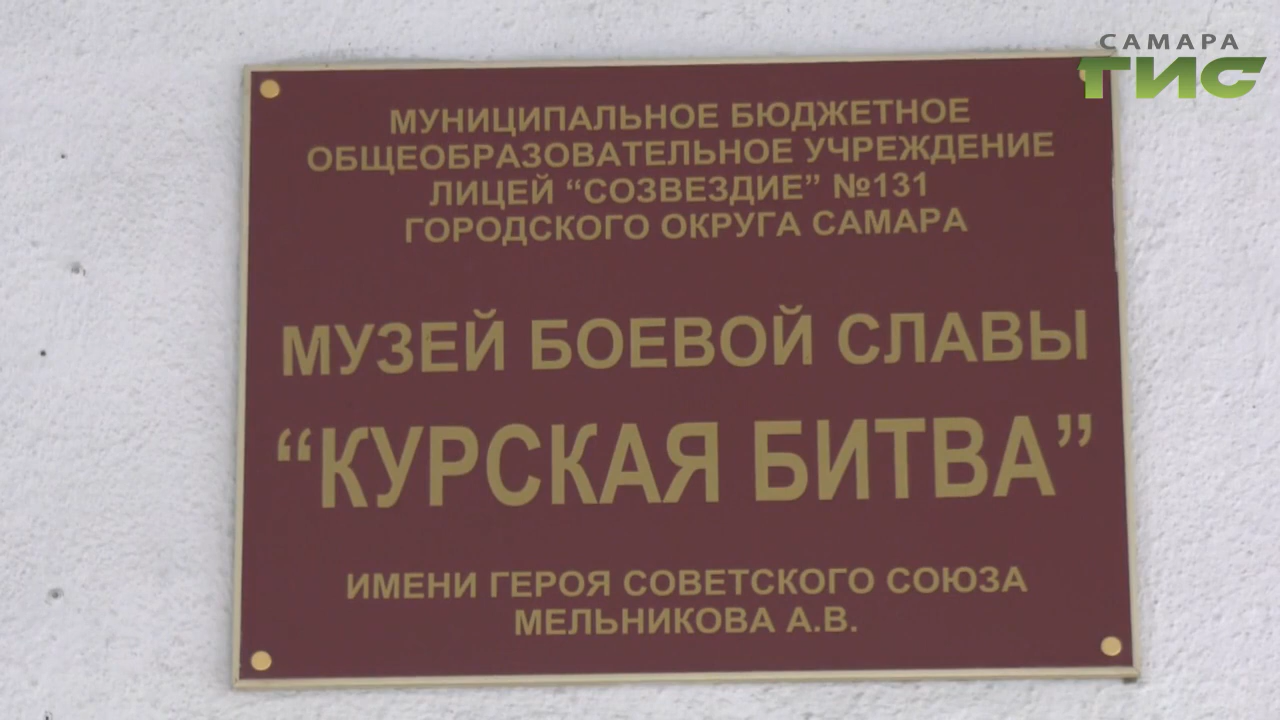 САМАРА
ГИС
МУНИЦИПАЛЬНОЕ БЮДЖЕТНОЕ
ОБЩЕОБРАЗОВАТЕЛЬНОЕ УЧРЕЖДЕНИЕ
ЛИЦЕЙ “СОЗВЕЗДИЕ” №131
ГОРОДСКОГО ОКРУГА САМАРА
МУЗЕЙ БОЕВОЙ СЛАВЫ
“КУРСКАЯ БИТВА”
ИМЕНИ ГЕРОЯ СОВЕТСКОГО СОЮЗА
МЕЛЬНИКОВА А.В.